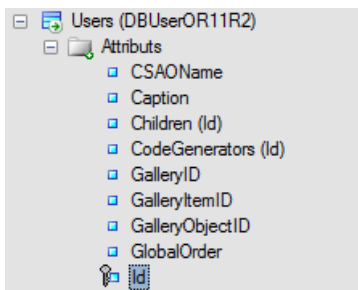 Users (DBUserOR11R2)
Attributs
CSAOName
Caption
Children (Id)
CodeGenerators (Id)
GalleryID
GalleryItemID
GalleryObjectID
GlobalOrder
Id